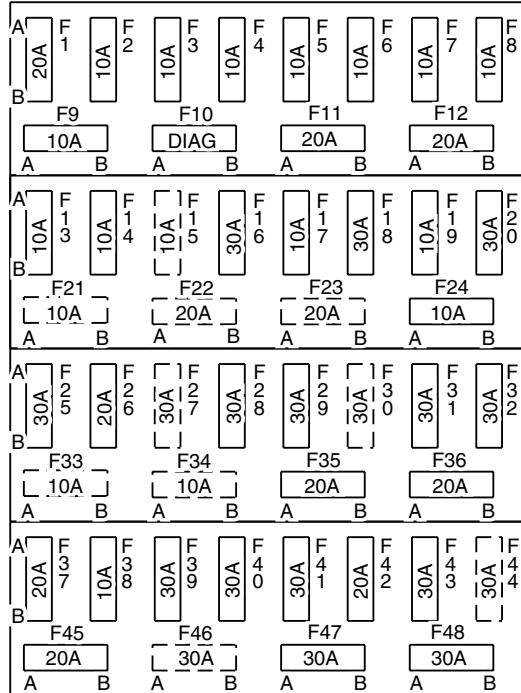 A 20A F1 10A F2 10A F3 10A F4 10A F5 10A F6 10A F7 10A F8
B
F9 F10 F11 F12
10A DIAG 20A 20A
A B A B A B A B
A 10A F13 10A F14 10A F15 30A F16 10A F17 30A F18 10A F19 30A F20
B
F21 F22 F23 F24
10A 20A 20A 10A
A B A B A B A B
A 30A F25 20A F26 30A F27 30A F28 30A F29 30A F30 30A F31 30A F32
B
F33 F34 F35 F36
10A 10A 20A 20A
A B A B A B A B
A 20A F37 10A F38 30A F39 30A F40 30A F41 20A F42 30A F43 30A F44
B
F45 F46 F47 F48
20A 30A 30A 30A
A B A B A B A B